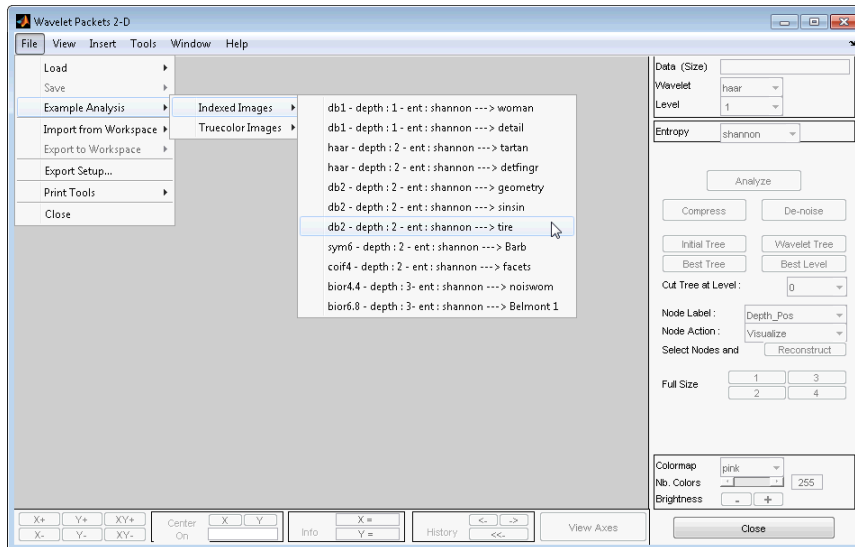 Wavelet Packets 2-D
File View Insert Tools Window Help
Load
Save
Example Analysis
Import from Workspace
Export to Workspace
Export Setup...
Print Tools
Close
Indexed Images
Truecolor Images
db1 - depth : 1 - ent : shannon ---> woman
db1 - depth : 1 - ent : shannon ---> detail
haar - depth : 2 - ent : shannon ---> tartan
haar - depth : 2 - ent : shannon ---> detfingr
db2 - depth : 2 - ent : shannon ---> geometry
db2 - depth : 2 - ent : shannon ---> sinsin
db2 - depth : 2 - ent : shannon ---> tire
sym6 - depth : 2 - ent : shannon ---> Barb
coif4 - depth : 2 - ent : shannon ---> facets
bior4.4 - depth : 3- ent : shannon ---> noiswom
bior6.8 - depth : 3- ent : shannon ---> Belmont 1
Data (Size)
Wavelet haar
Level 1
Entropy shannon
Analyze
Compress De-noise
Initial Tree Wavelet Tree
Best Tree Best Level
Cut Tree at Level : 0
Node Label : Depth_Pos
Node Action : Visualize
Select Nodes and Reconstruct
Full Size 1 3
2 4
Colormap pink
Nb. Colors 255
Brightness - +
Close
X+ Y+ XY+
X- Y- XY-
Center On X Y
Info X =
Y =
History <- ->
<<-
View Axes